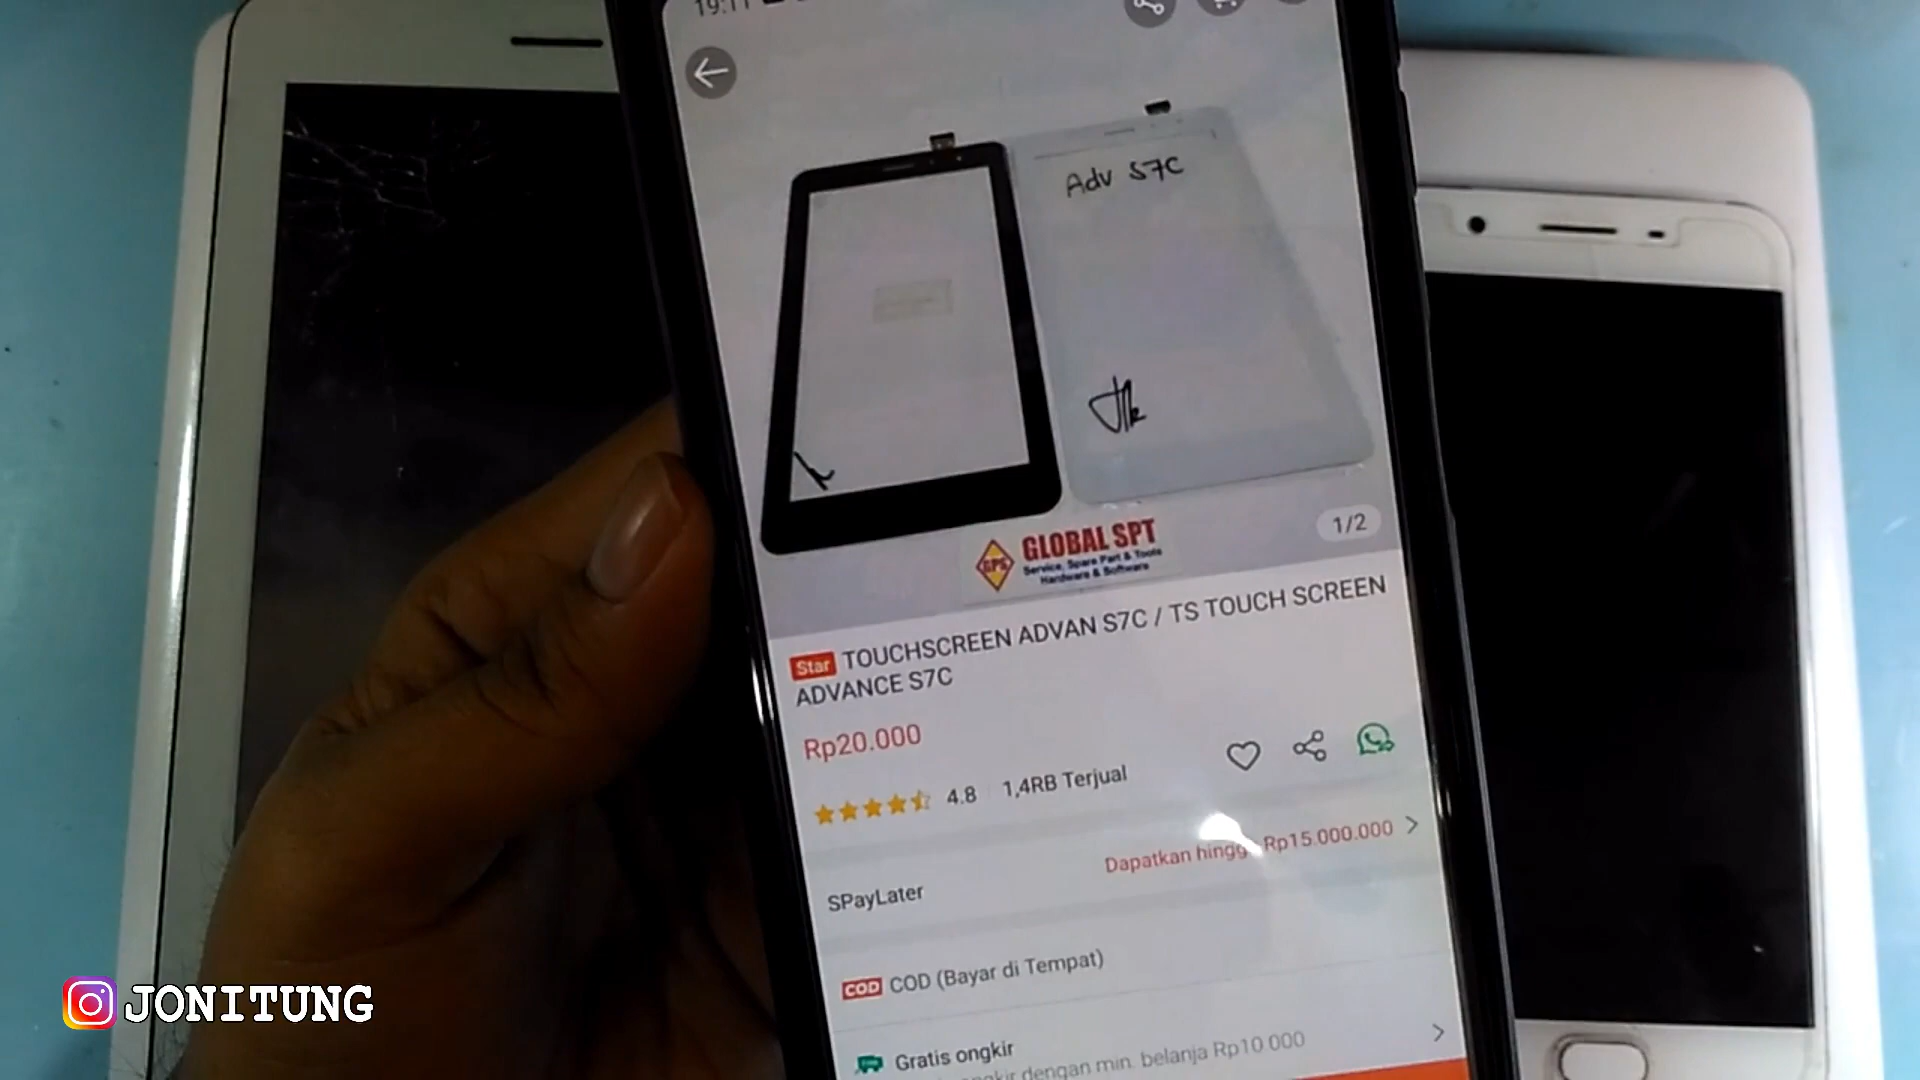 19:11
Adv S7C
1/2
GPS
GLOBAL SPT
Service, Spare Part & Tools
Hardware & Software
Star TOUCHSCREEN ADVAN S7C / TS TOUCH SCREEN
ADVANCE S7C
Rp20.000
4.8 1,4RB Terjual
SPayLater Dapatkan hingg Rp15.000.000
COD COD (Bayar di Tempat)
Gratis ongkir
dengan min. belanja Rp10.000
JONITUNG